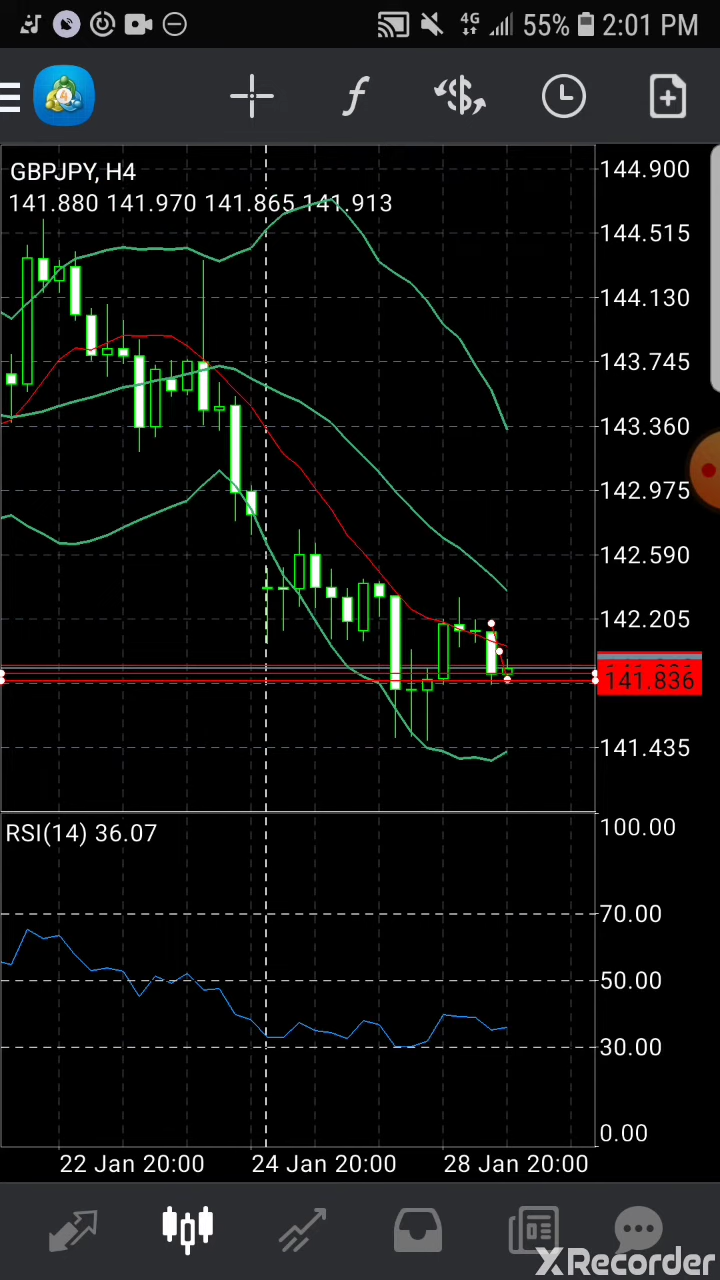 4G 55% 2:01 PM
4
f $
GBPJPY, H4
141.880 141.970 141.865 141.913
144.900
144.515
144.130
143.745
143.360
142.975
142.590
142.205
141.836
141.435
RSI(14) 36.07
100.00
70.00
50.00
30.00
0.00
22 Jan 20:00 24 Jan 20:00 28 Jan 20:00
XRecorder